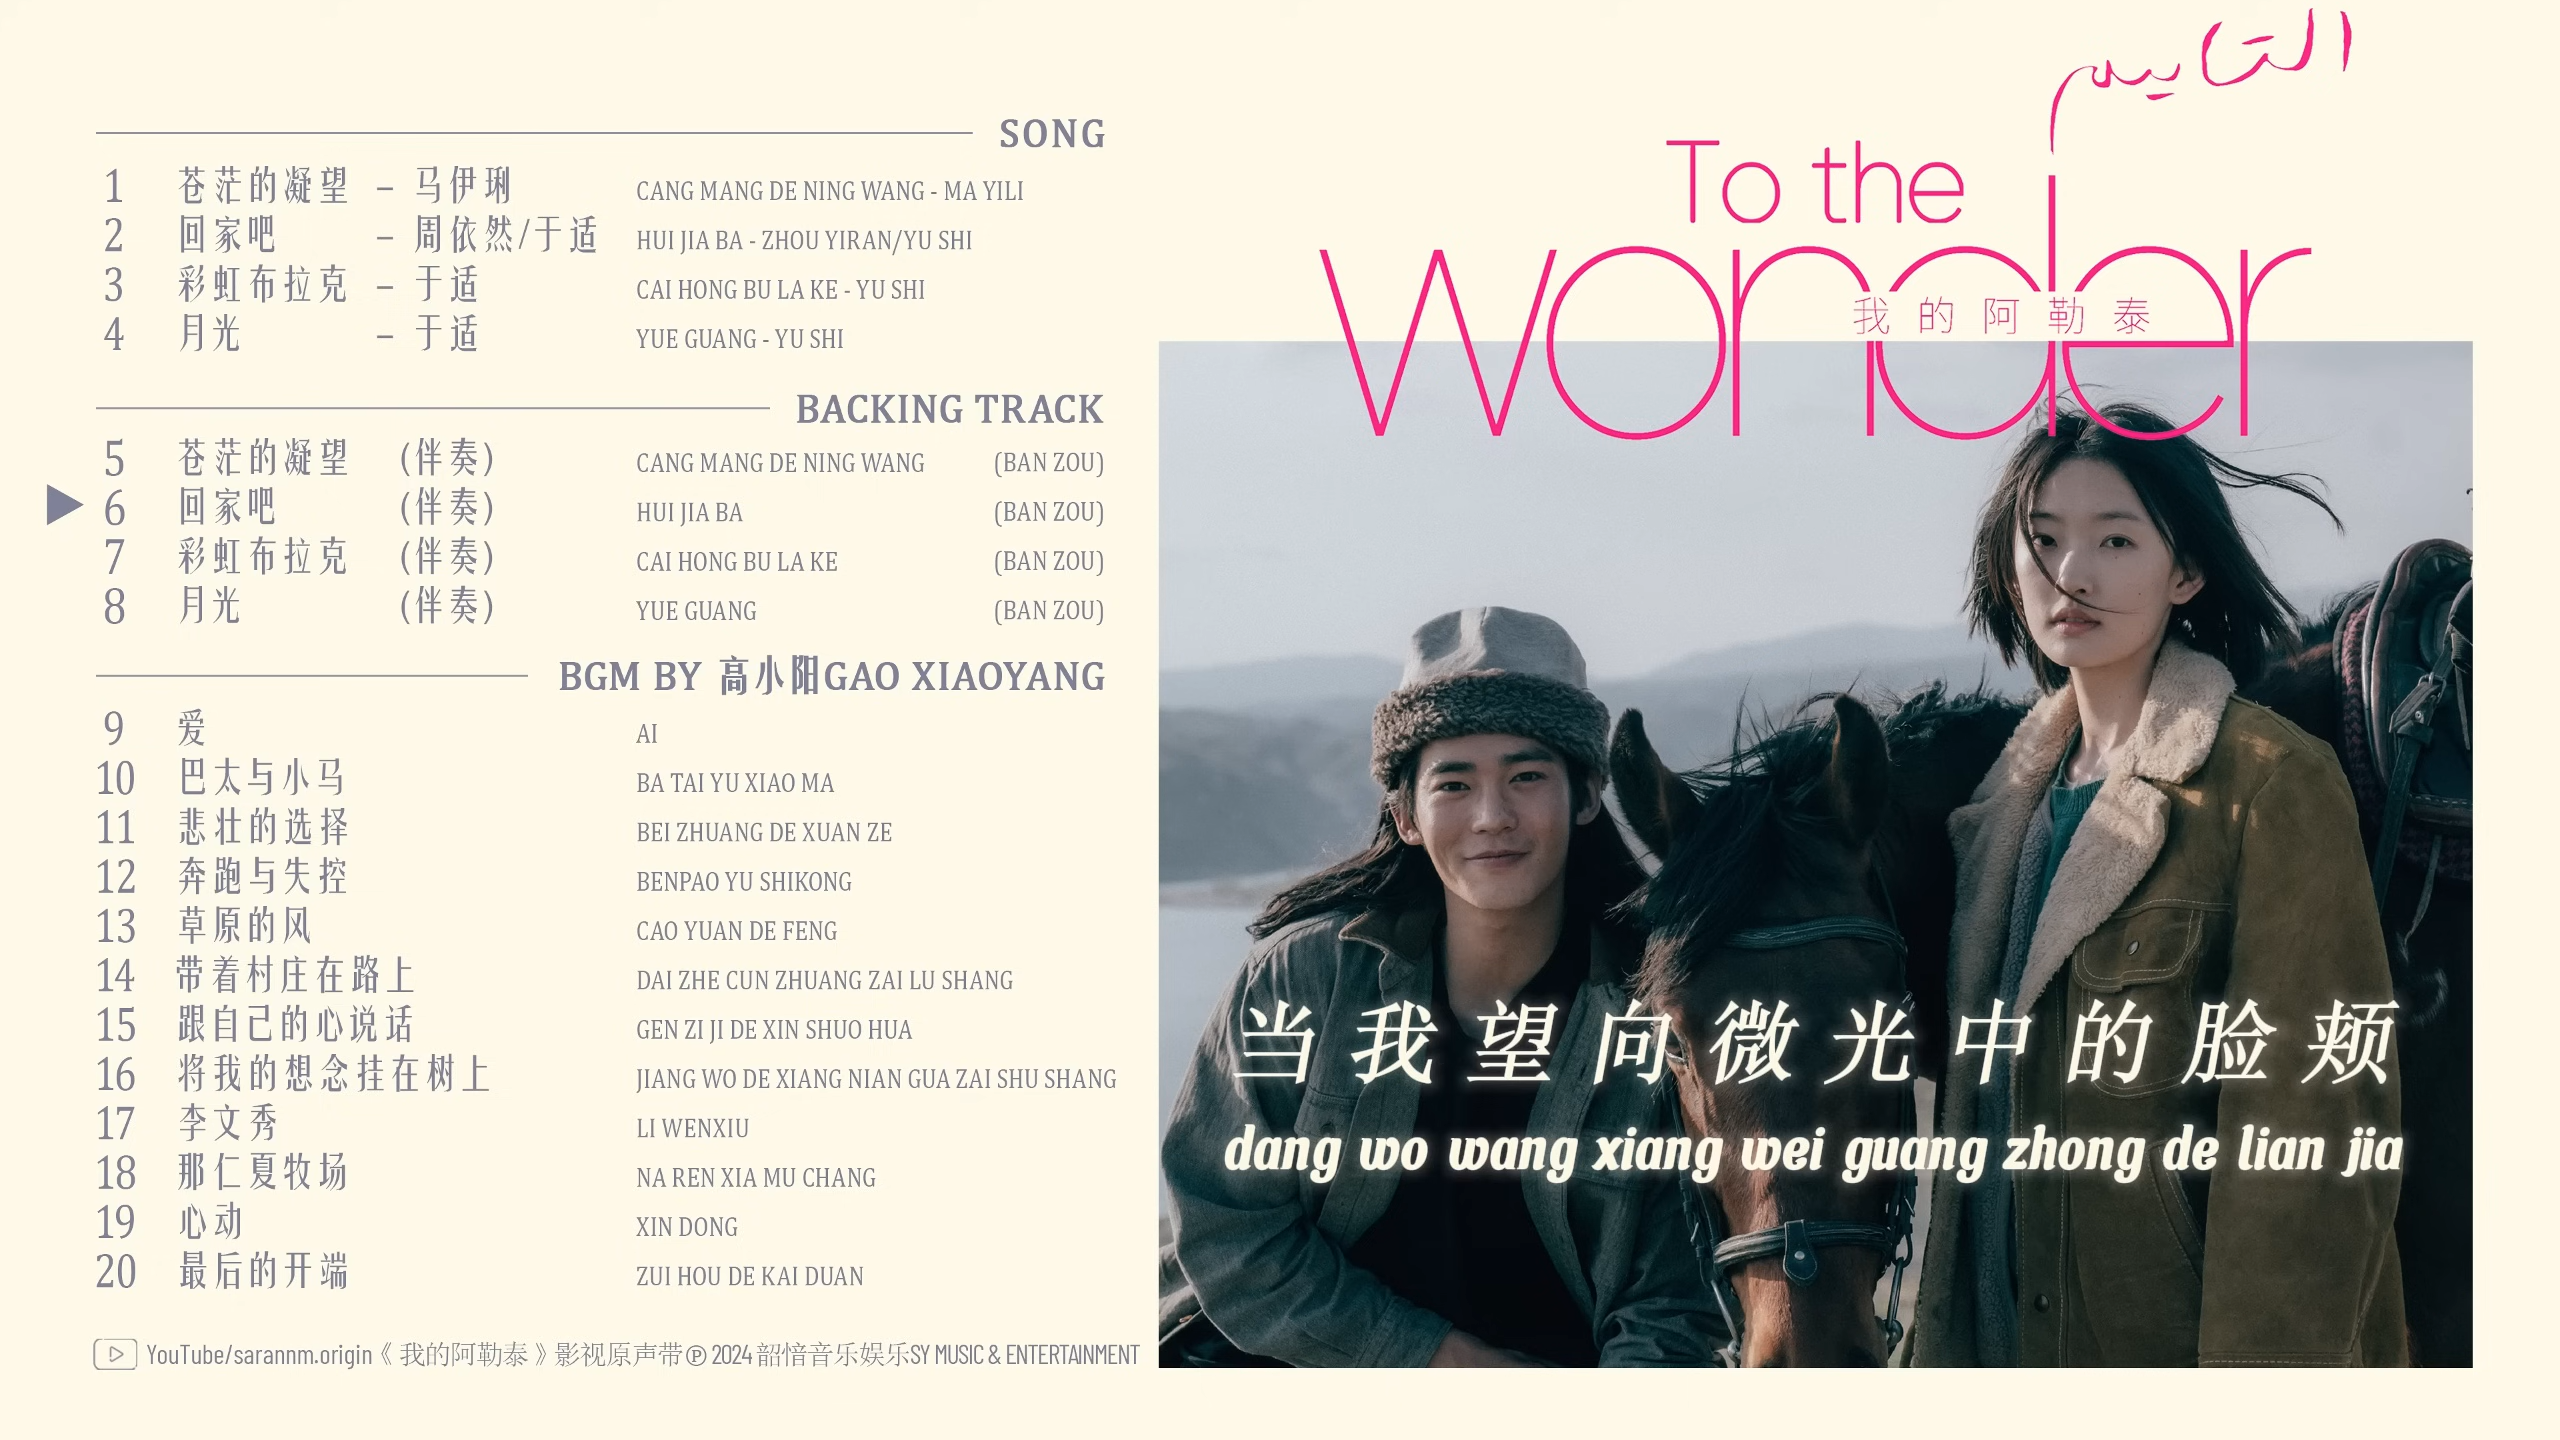 SONG
1 苍茫的凝望 – 马伊琍 CANG MANG DE NING WANG - MA YILI
2 回家吧 – 周依然/于适 HUI JIA BA - ZHOU YIRAN/YU SHI
3 彩虹布拉克 – 于适 CAI HONG BU LA KE - YU SHI
4 月光 – 于适 YUE GUANG - YU SHI
BACKING TRACK
5 苍茫的凝望 (伴奏) CANG MANG DE NING WANG (BAN ZOU)
6 回家吧 (伴奏) HUI JIA BA (BAN ZOU)
7 彩虹布拉克 (伴奏) CAI HONG BU LA KE (BAN ZOU)
8 月光 (伴奏) YUE GUANG (BAN ZOU)
BGM BY 高小阳GAO XIAOYANG
9 爱 AI
10 巴太与小马 BA TAI YU XIAO MA
11 悲壮的选择 BEI ZHUANG DE XUAN ZE
12 奔跑与失控 BENPAO YU SHIKONG
13 草原的风 CAO YUAN DE FENG
14 带着村庄在路上 DAI ZHE CUN ZHUANG ZAI LU SHANG
15 跟自己的心说话 GEN ZI JI DE XIN SHUO HUA
16 将我的想念挂在树上 JIANG WO DE XIANG NIAN GUA ZAI SHU SHANG
17 李文秀 LI WENXIU
18 那仁夏牧场 NA REN XIA MU CHANG
19 心动 XIN DONG
20 最后的开端 ZUI HOU DE KAI DUAN
YouTube/sarannm.origin《我的阿勒泰》影视原声带℗ 2024 韶愔音乐娱乐SY MUSIC & ENTERTAINMENT
To the
wonder
我的阿勒泰
当我望向微光中的脸颊
dang wo wang xiang wei guang zhong de lian jia